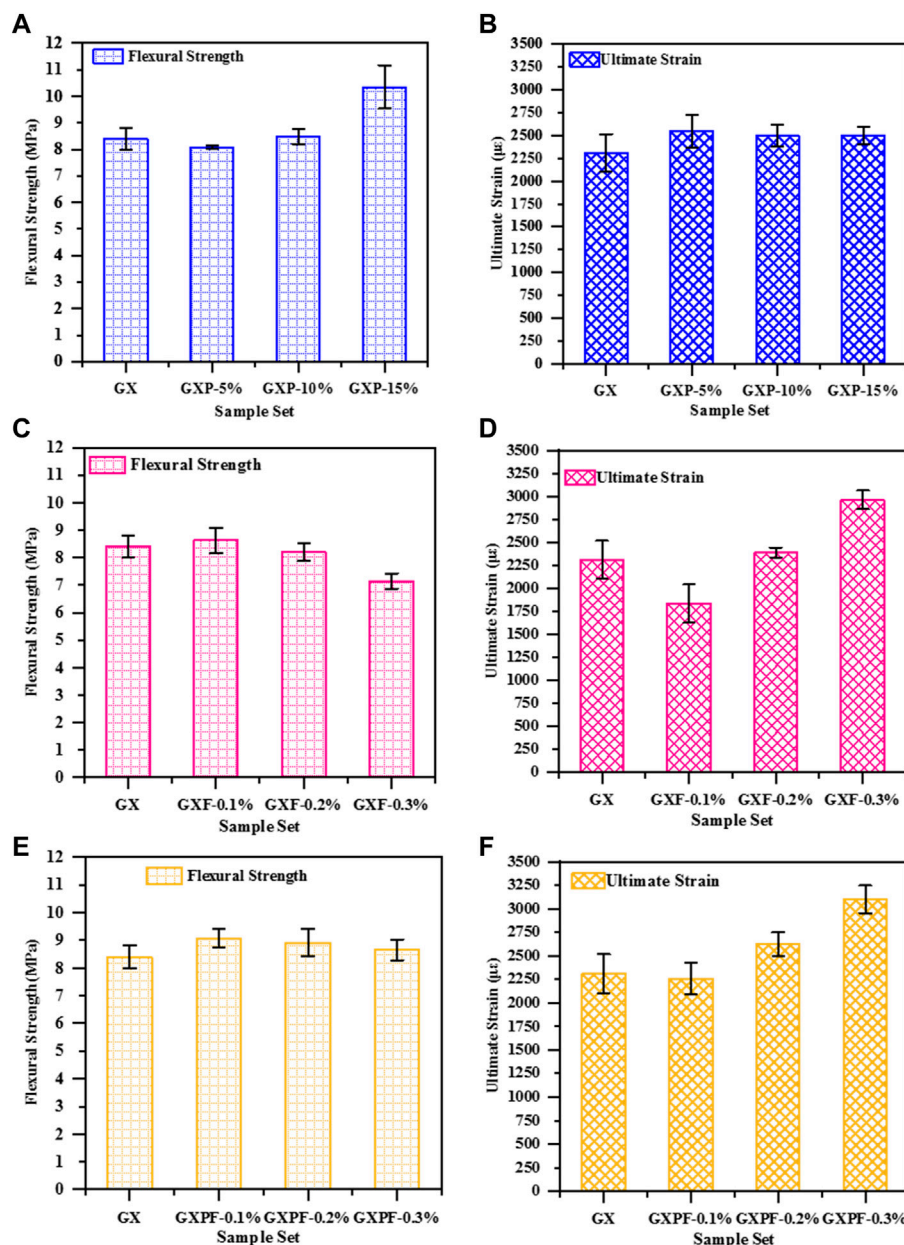 A
Flexural Strength (MPa)
12
11
10
9
8
7
6
5
4
3
2
1
0
Flexural Strength
GX GXP-5% GXP-10% GXP-15%
Sample Set
B
Ultimate Strain (με)
3500
3250
3000
2750
2500
2250
2000
1750
1500
1250
1000
750
500
250
0
Ultimate Strain
GX GXP-5% GXP-10% GXP-15%
Sample Set
C
Flexural Strength (MPa)
12
11
10
9
8
7
6
5
4
3
2
1
0
Flexural Strength
GX GXF-0.1% GXF-0.2% GXF-0.3%
Sample Set
D
Ultimate Strain (με)
3500
3250
3000
2750
2500
2250
2000
1750
1500
1250
1000
750
500
250
0
Ultimate Strain
GX GXF-0.1% GXF-0.2% GXF-0.3%
Sample Set
E
Flexural Strength (MPa)
12
11
10
9
8
7
6
5
4
3
2
1
0
Flexural Strength
GX GXPF-0.1% GXPF-0.2% GXPF-0.3%
Sample Set
F
Ultimate Strain (με)
3500
3250
3000
2750
2500
2250
2000
1750
1500
1250
1000
750
500
250
0
Ultimate Strain
GX GXPF-0.1% GXPF-0.2% GXPF-0.3%
Sample Set